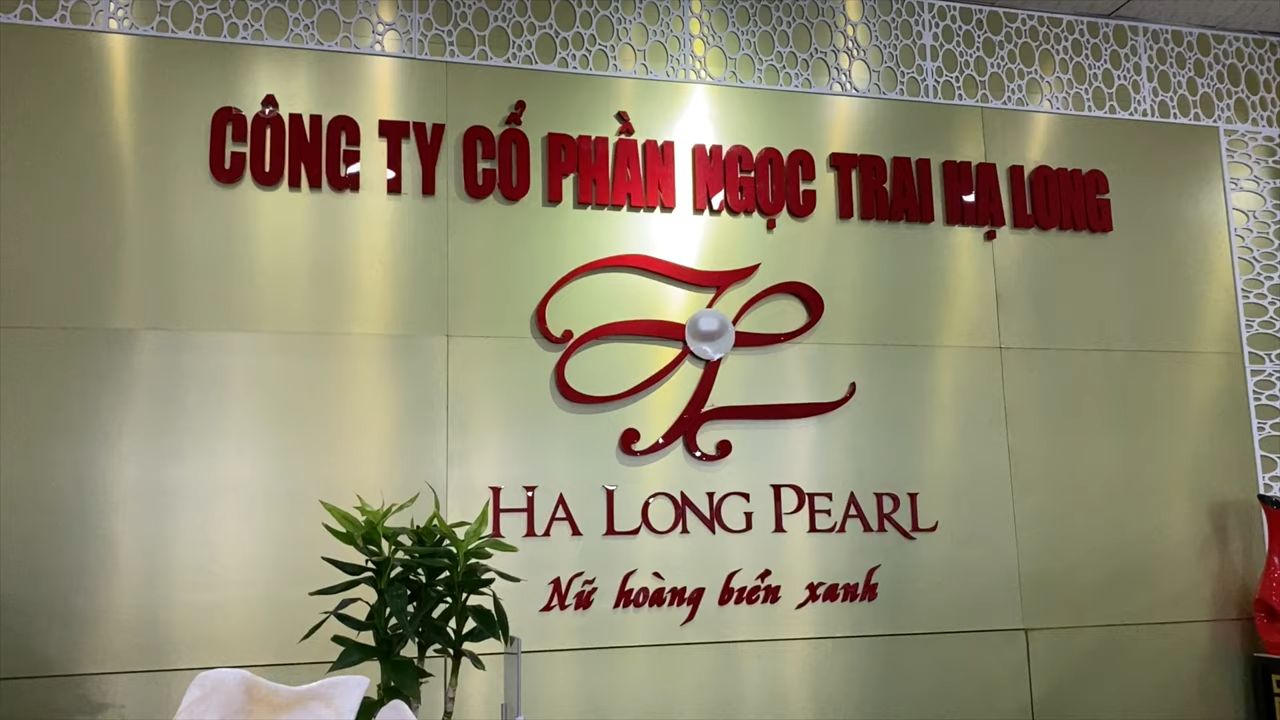 CÔNG TY CỔ PHẦN NGỌC TRAI HẠ LONG
HA LONG PEARL
Nữ hoàng biển xanh